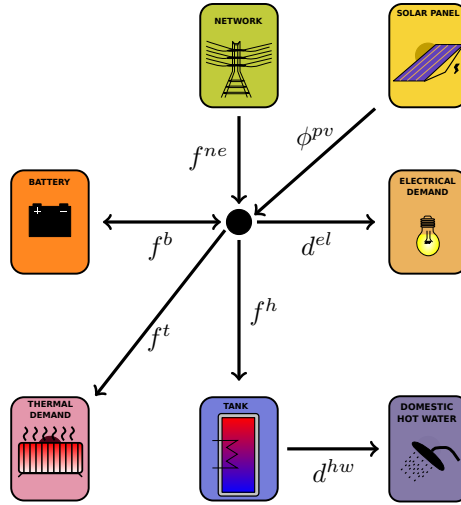 NETWORK
SOLAR PANEL
f^{ne}
ϕ^{pv}
BATTERY
+ −
ELECTRICAL
DEMAND
f^b
d^{el}
f^t
f^h
THERMAL
DEMAND
TANK
DOMESTIC
HOT WATER
d^{hw}